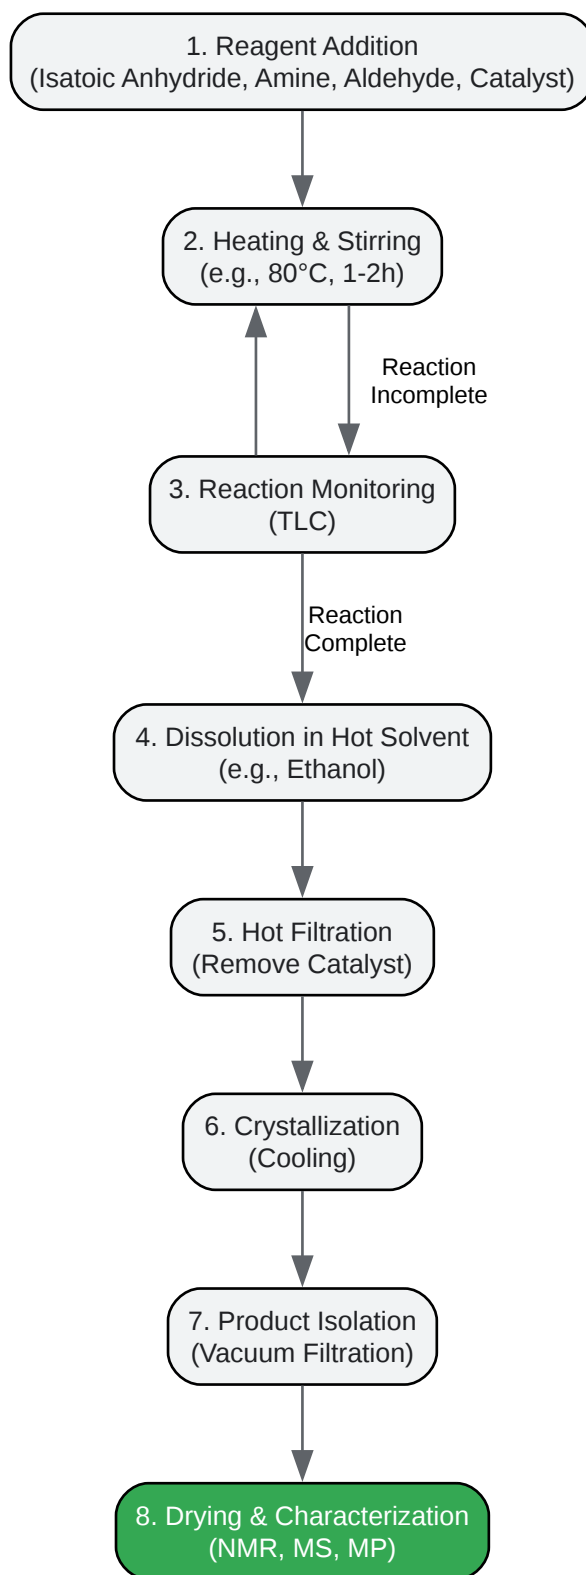 1. Reagent Addition
(Isatoic Anhydride, Amine, Aldehyde, Catalyst)
2. Heating & Stirring
(e.g., 80°C, 1-2h)
Reaction
Incomplete
3. Reaction Monitoring
(TLC)
Reaction
Complete
4. Dissolution in Hot Solvent
(e.g., Ethanol)
5. Hot Filtration
(Remove Catalyst)
6. Crystallization
(Cooling)
7. Product Isolation
(Vacuum Filtration)
8. Drying & Characterization
(NMR, MS, MP)